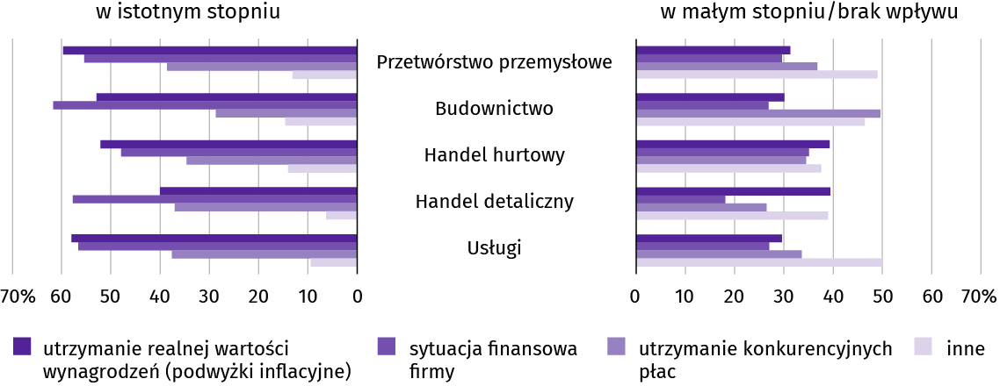 w istotnym stopniu
w małym stopniu/brak wpływu
Przetwórstwo przemysłowe
Budownictwo
Handel hurtowy
Handel detaliczny
Usługi
70% 60 50 40 30 20 10 0
0 10 20 30 40 50 60 70%
utrzymanie realnej wartości
wynagrodzeń (podwyżki inflacyjne)
sytuacja finansowa
firmy
utrzymanie konkurencyjnych
płac
inne